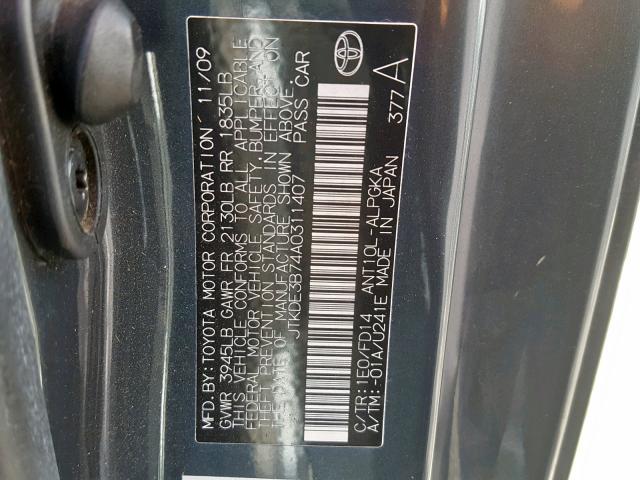 MFD.BY:TOYOTA MOTOR CORPORATION 11/09
GVWR 3945LB GAWR FR 2130LB RR 1835LB
THIS VEHICLE CONFORMS TO ALL APPLICABLE
FEDERAL MOTOR VEHICLE SAFETY,BUMPER,AND
THEFT PREVENTION STANDARDS IN EFFECT ON
THE DATE OF MANUFACTURE SHOWN ABOVE.
JTKDE3B74A0311407 PASS CAR
C/TR:1E0/FD14 ANT10L-ALPGKA
A/TM:-01A/U241E MADE IN JAPAN 377 A